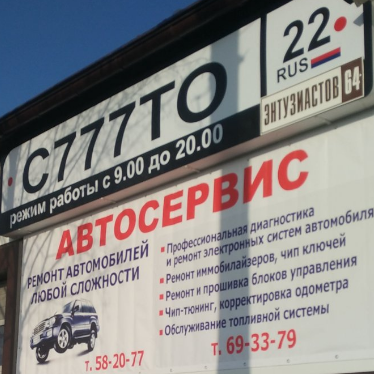 С777ТО
22
RUS
режим работы с 9.00 до 20.00
ЭНТУЗИАСТОВ 64
АВТОСЕРВИС
РЕМОНТ АВТОМОБИЛЕЙ
ЛЮБОЙ СЛОЖНОСТИ
т. 58-20-77
• Профессиональная диагностика
и ремонт электронных систем автомобиля
• Ремонт иммобилайзеров, чип ключей
• Ремонт и прошивка блоков управления
• Чип-тюнинг, корректировка одометра
• Обслуживание топливной системы
т. 69-33-79